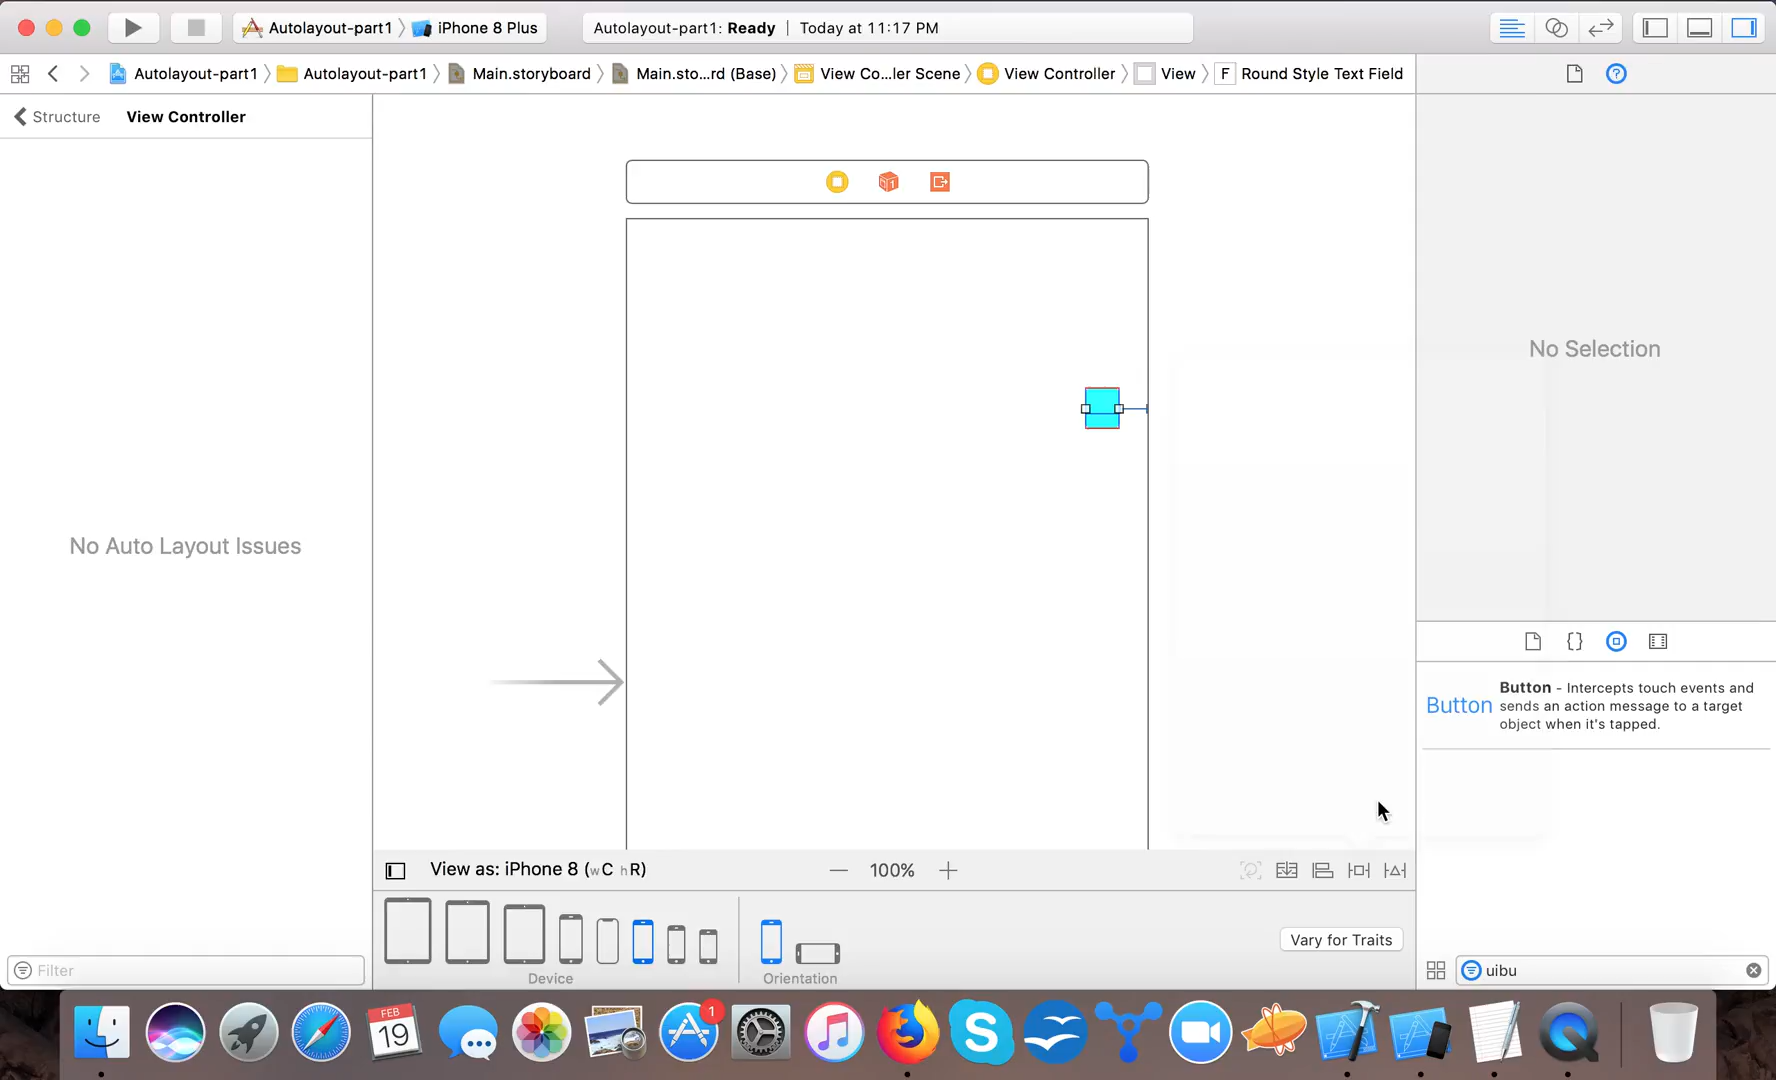 Autolayout-part1 iPhone 8 Plus
Autolayout-part1: Ready | Today at 11:17 PM
Autolayout-part1 Autolayout-part1 Main.storyboard Main.sto...rd (Base) View Co...ler Scene View Controller View F Round Style Text Field
Structure View Controller
No Auto Layout Issues
Filter
1
View as: iPhone 8 (wC hR)
100%
Device
Orientation
Vary for Traits
No Selection
Button
Button - Intercepts touch events and
sends an action message to a target
object when it's tapped.
uibu
FEB
19
1
S